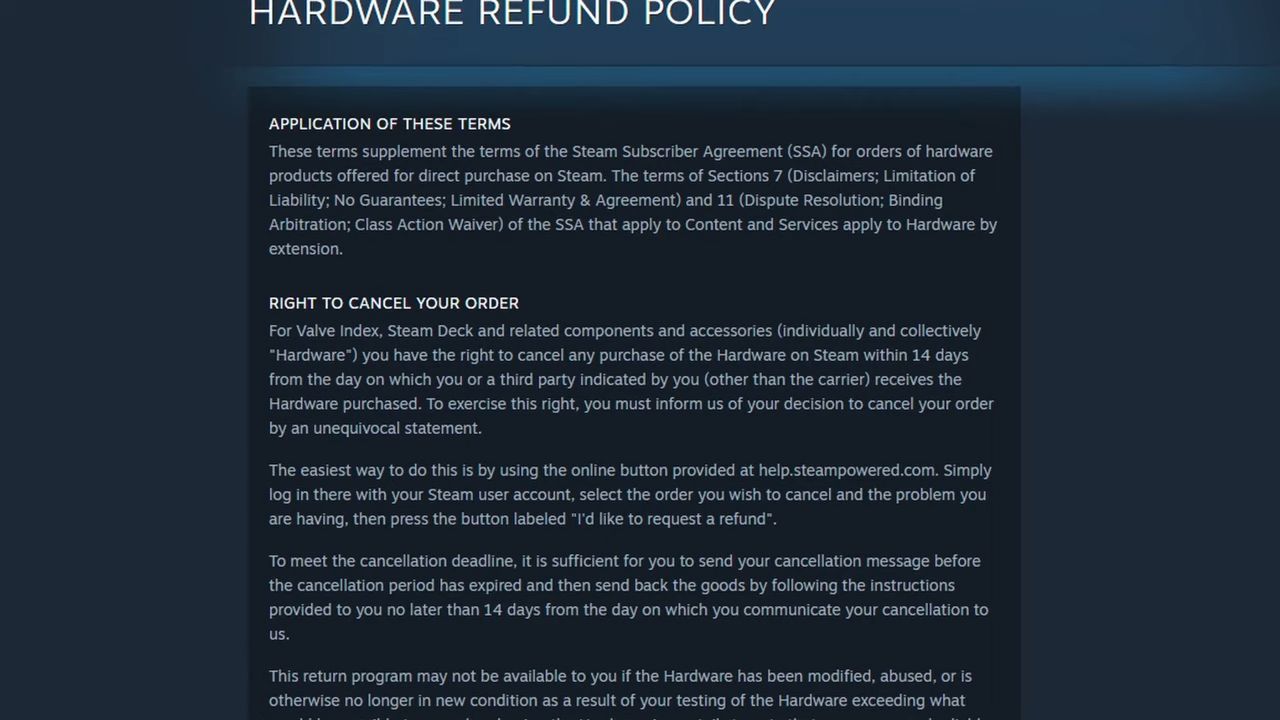 HARDWARE REFUND POLICY
APPLICATION OF THESE TERMS
These terms supplement the terms of the Steam Subscriber Agreement (SSA) for orders of hardware
products offered for direct purchase on Steam. The terms of Sections 7 (Disclaimers; Limitation of
Liability; No Guarantees; Limited Warranty & Agreement) and 11 (Dispute Resolution; Binding
Arbitration; Class Action Waiver) of the SSA that apply to Content and Services apply to Hardware by
extension.
RIGHT TO CANCEL YOUR ORDER
For Valve Index, Steam Deck and related components and accessories (individually and collectively
"Hardware") you have the right to cancel any purchase of the Hardware on Steam within 14 days
from the day on which you or a third party indicated by you (other than the carrier) receives the
Hardware purchased. To exercise this right, you must inform us of your decision to cancel your order
by an unequivocal statement.
The easiest way to do this is by using the online button provided at help.steampowered.com. Simply
log in there with your Steam user account, select the order you wish to cancel and the problem you
are having, then press the button labeled "I'd like to request a refund".
To meet the cancellation deadline, it is sufficient for you to send your cancellation message before
the cancellation period has expired and then send back the goods by following the instructions
provided to you no later than 14 days from the day on which you communicate your cancellation to
us.
This return program may not be available to you if the Hardware has been modified, abused, or is
otherwise no longer in new condition as a result of your testing of the Hardware exceeding what